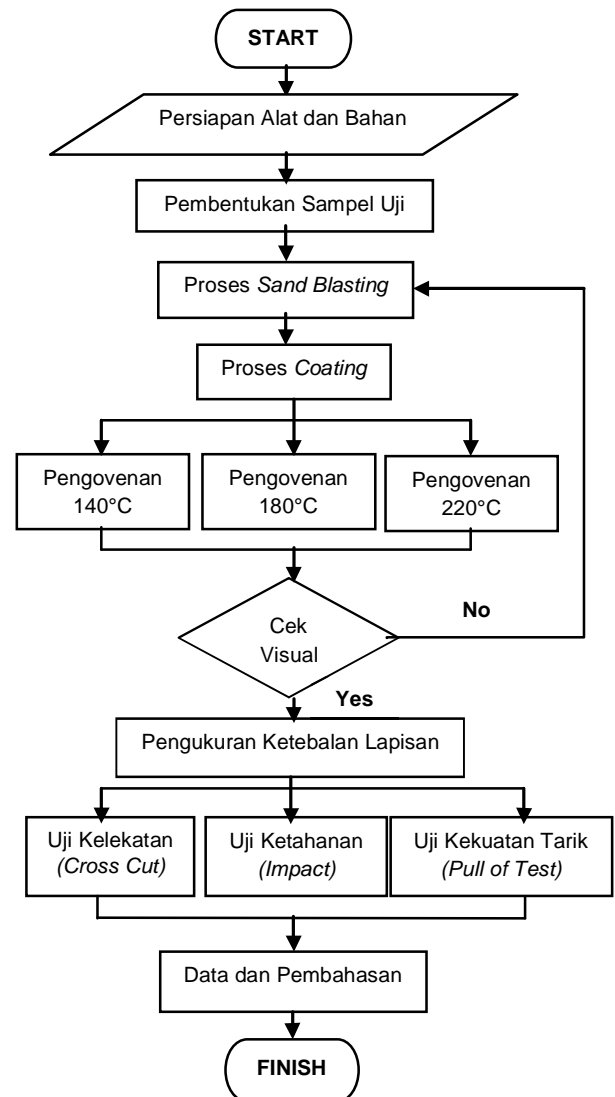 START
Persiapan Alat dan Bahan
Pembentukan Sampel Uji
Proses Sand Blasting
Proses Coating
Pengovenan
140°C
Pengovenan
180°C
Pengovenan
220°C
Cek
Visual
No
Yes
Pengukuran Ketebalan Lapisan
Uji Kelekatan
(Cross Cut)
Uji Ketahanan
(Impact)
Uji Kekuatan Tarik
(Pull of Test)
Data dan Pembahasan
FINISH